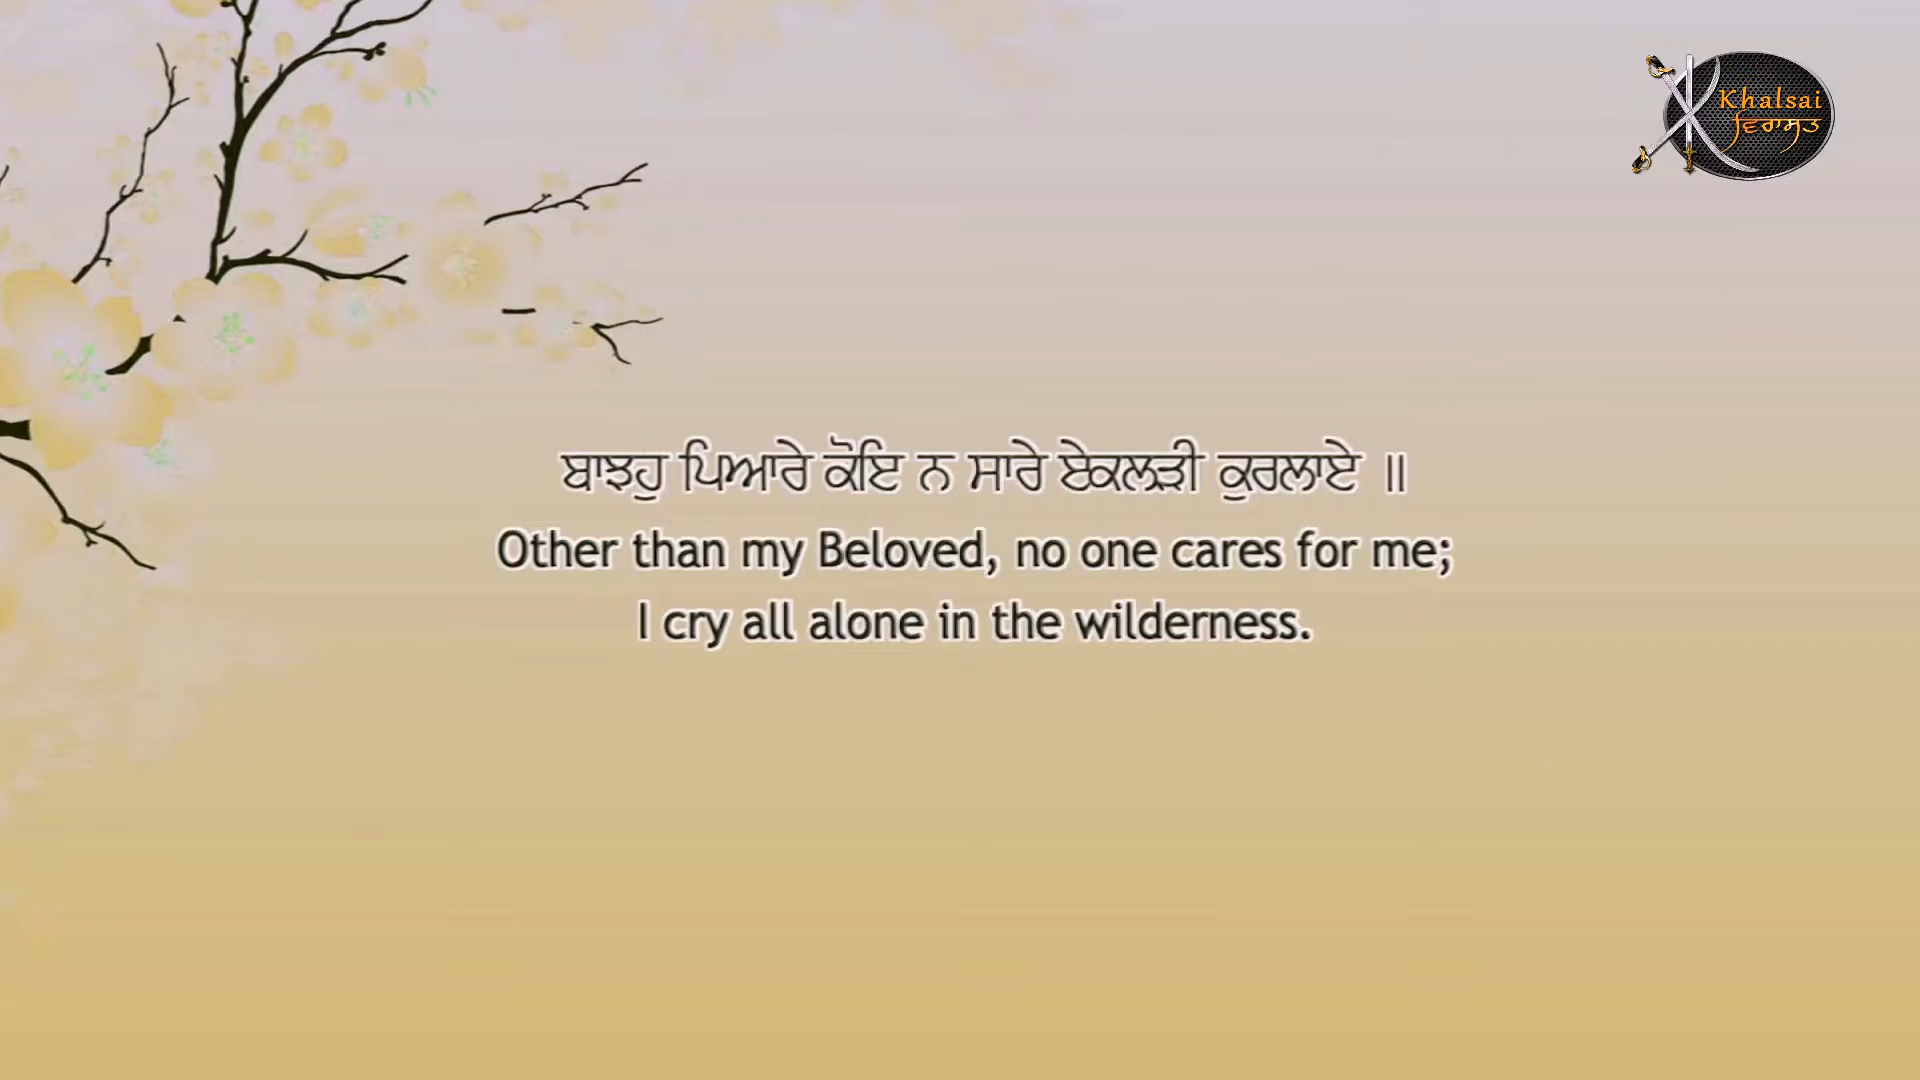 Khalsai
ਵਿਰਾਸਤ
ਬਾਝਹੁ ਪਿਆਰੇ ਕੋਇ ਨ ਸਾਰੇ ਏਕਲੜੀ ਕੁਰਲਾਏ ॥
Other than my Beloved, no one cares for me;
I cry all alone in the wilderness.